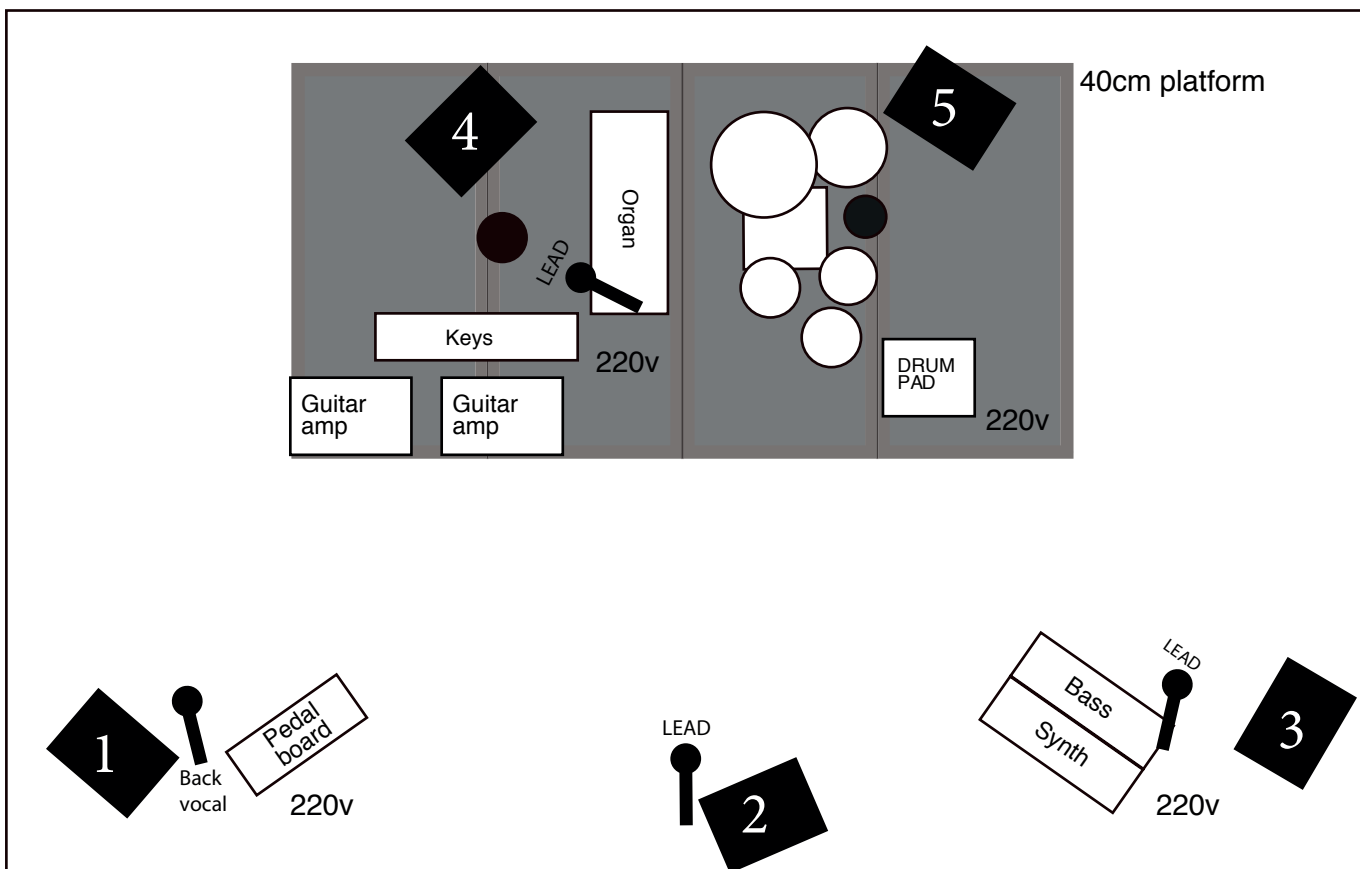 40cm platform
4
5
Organ
LEAD
Keys
220v
DRUM
PAD
Guitar
amp
Guitar
amp
220v
LEAD
Bass
Synth
3
Pedal
board
LEAD
1
Back
vocal
220v
2
220v